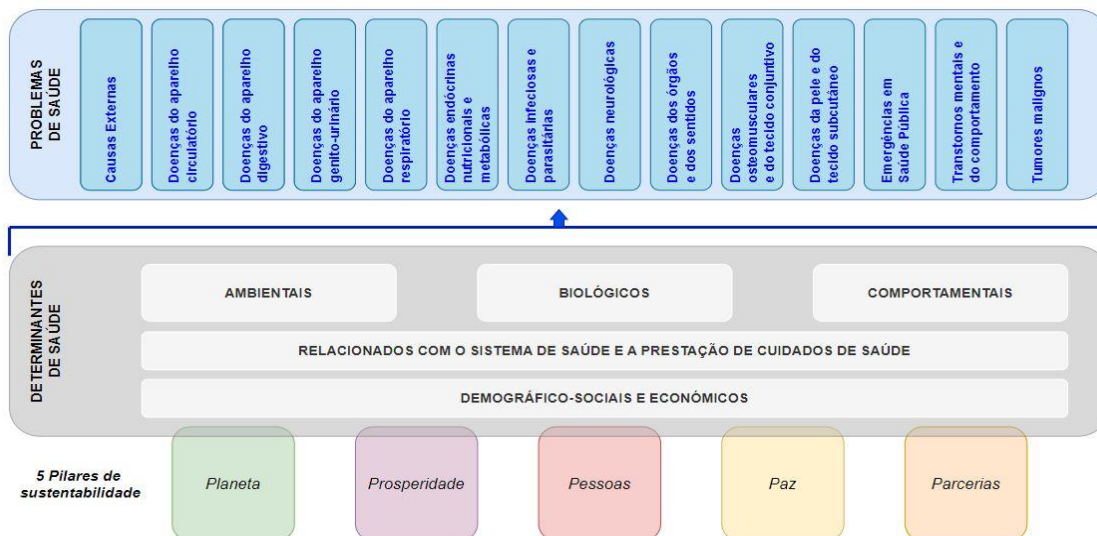 PROBLEMAS
DE SAÚDE
Causas Externas
Doenças do aparelho
circulatório
Doenças do aparelho
digestivo
Doenças do aparelho
genito-urinário
Doenças do aparelho
respiratório
Doenças endócrinas
nutricionais e
metabólicas
Doenças infeciosas e
parasitárias
Doenças neurológicas
Doenças dos órgãos
e dos sentidos
Doenças
osteomusculares
e do tecido conjuntivo
Doenças da pele e do
tecido subcutâneo
Emergências em
Saúde Pública
Transtornos mentais e
do comportamento
Tumores malignos
DETERMINANTES
DE SAÚDE
AMBIENTAIS
BIOLÓGICOS
COMPORTAMENTAIS
RELACIONADOS COM O SISTEMA DE SAÚDE E A PRESTAÇÃO DE CUIDADOS DE SAÚDE
DEMOGRÁFICO-SOCIAIS E ECONÓMICOS
5 Pilares de
sustentabilidade
Planeta
Prosperidade
Pessoas
Paz
Parcerias